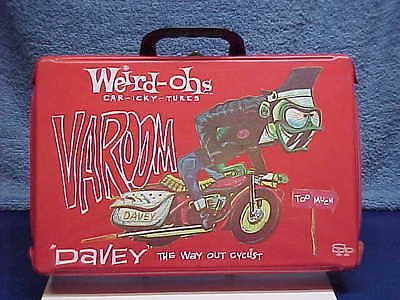 Weird-ohs
CAR-ICKY-TURES
VAROOM
TOO MUCH
DAVEY
"DAVEY THE WAY OUT CYCLIST